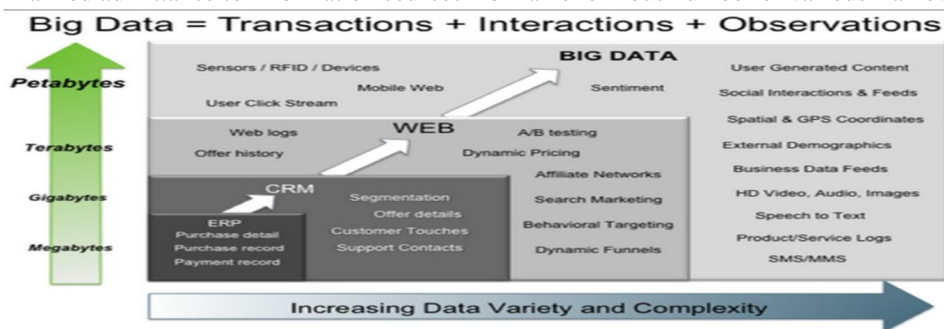 Big Data = Transactions + Interactions + Observations
Petabytes
Terabytes
Gigabytes
Megabytes
BIG DATA
Sensors / RFID / Devices
Mobile Web
User Click Stream
Sentiment
User Generated Content
Social Interactions & Feeds
Spatial & GPS Coordinates
External Demographics
Business Data Feeds
HD Video, Audio, Images
Speech to Text
Product/Service Logs
SMS/MMS
WEB
Web logs
Offer history
A/B testing
Dynamic Pricing
Affiliate Networks
Search Marketing
Behavioral Targeting
Dynamic Funnels
CRM
Segmentation
Offer details
Customer Touches
Support Contacts
ERP
Purchase detail
Purchase record
Payment record
Increasing Data Variety and Complexity